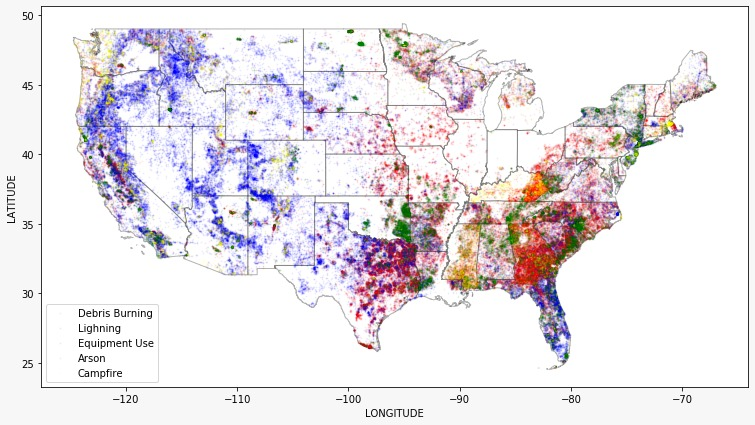 50
45
40
35
30
25
LATITUDE
Debris Burning
Lighning
Equipment Use
Arson
Campfire
−120
−110
−100
−90
−80
−70
LONGITUDE